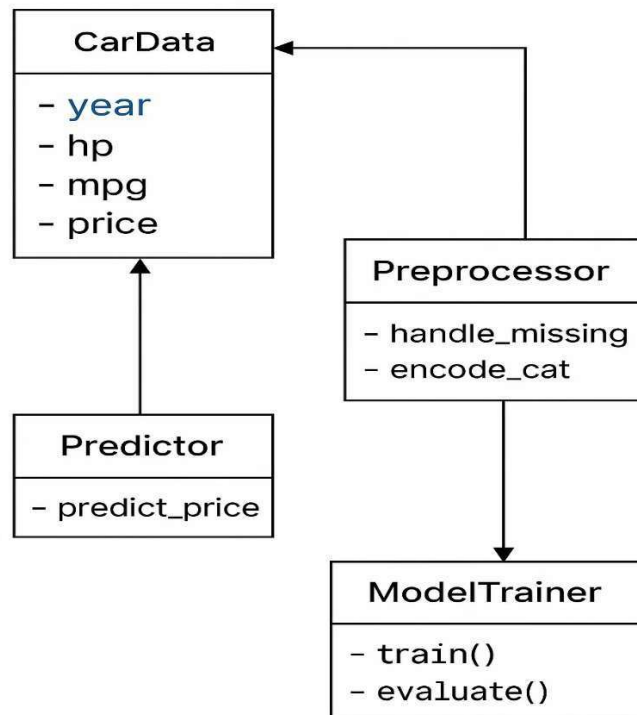 CarData
- year
- hp
- mpg
- price
Preprocessor
- handle_missing
- encode_cat
Predictor
- predict_price
ModelTrainer
- train()
- evaluate()